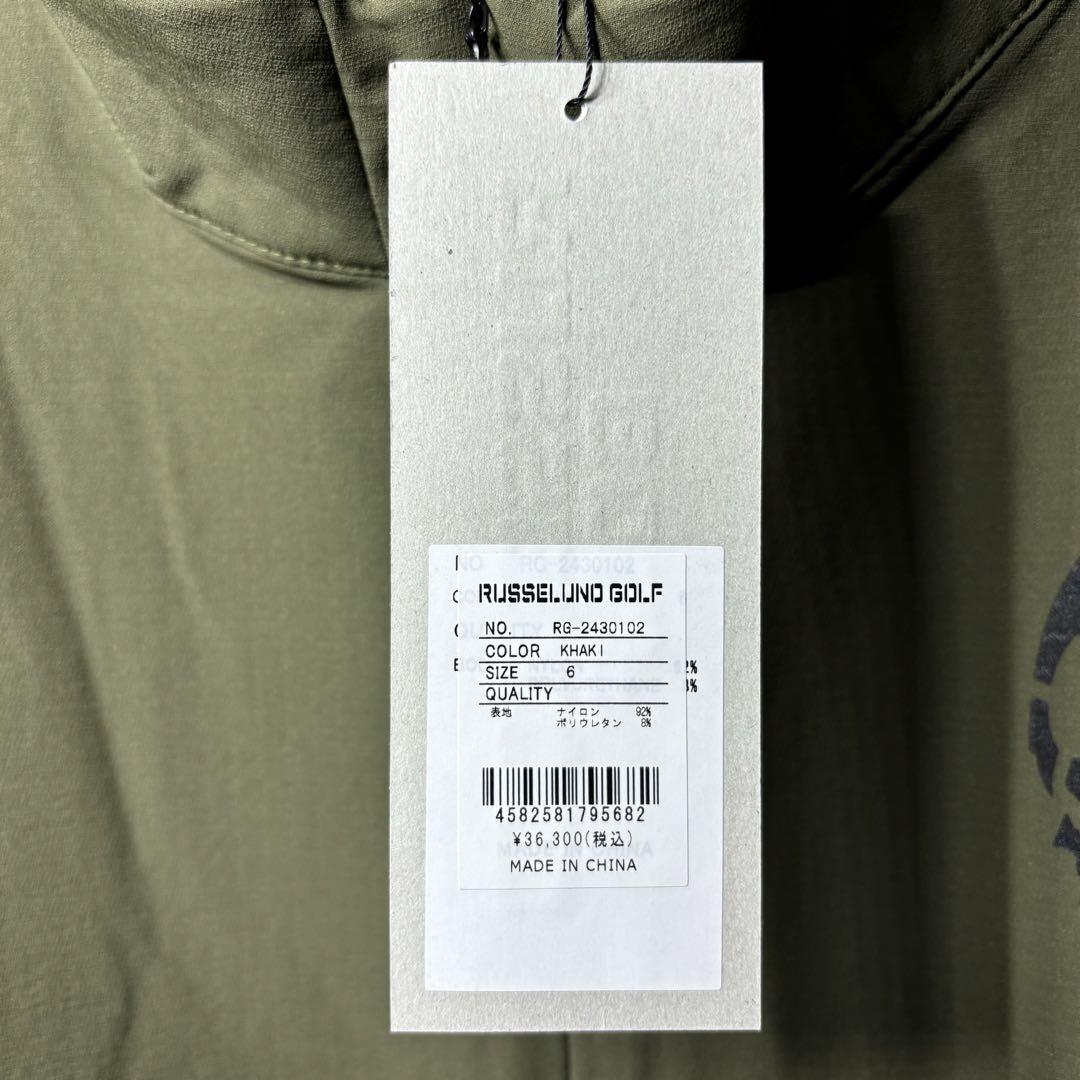 RUSSELUNO GOLF
NO. RG-2430102
COLOR KHAKI
SIZE 6
QUALITY
表地 ナイロン 92%
ポリウレタン 8%
4582581795682
¥36,300(税込)
MADE IN CHINA